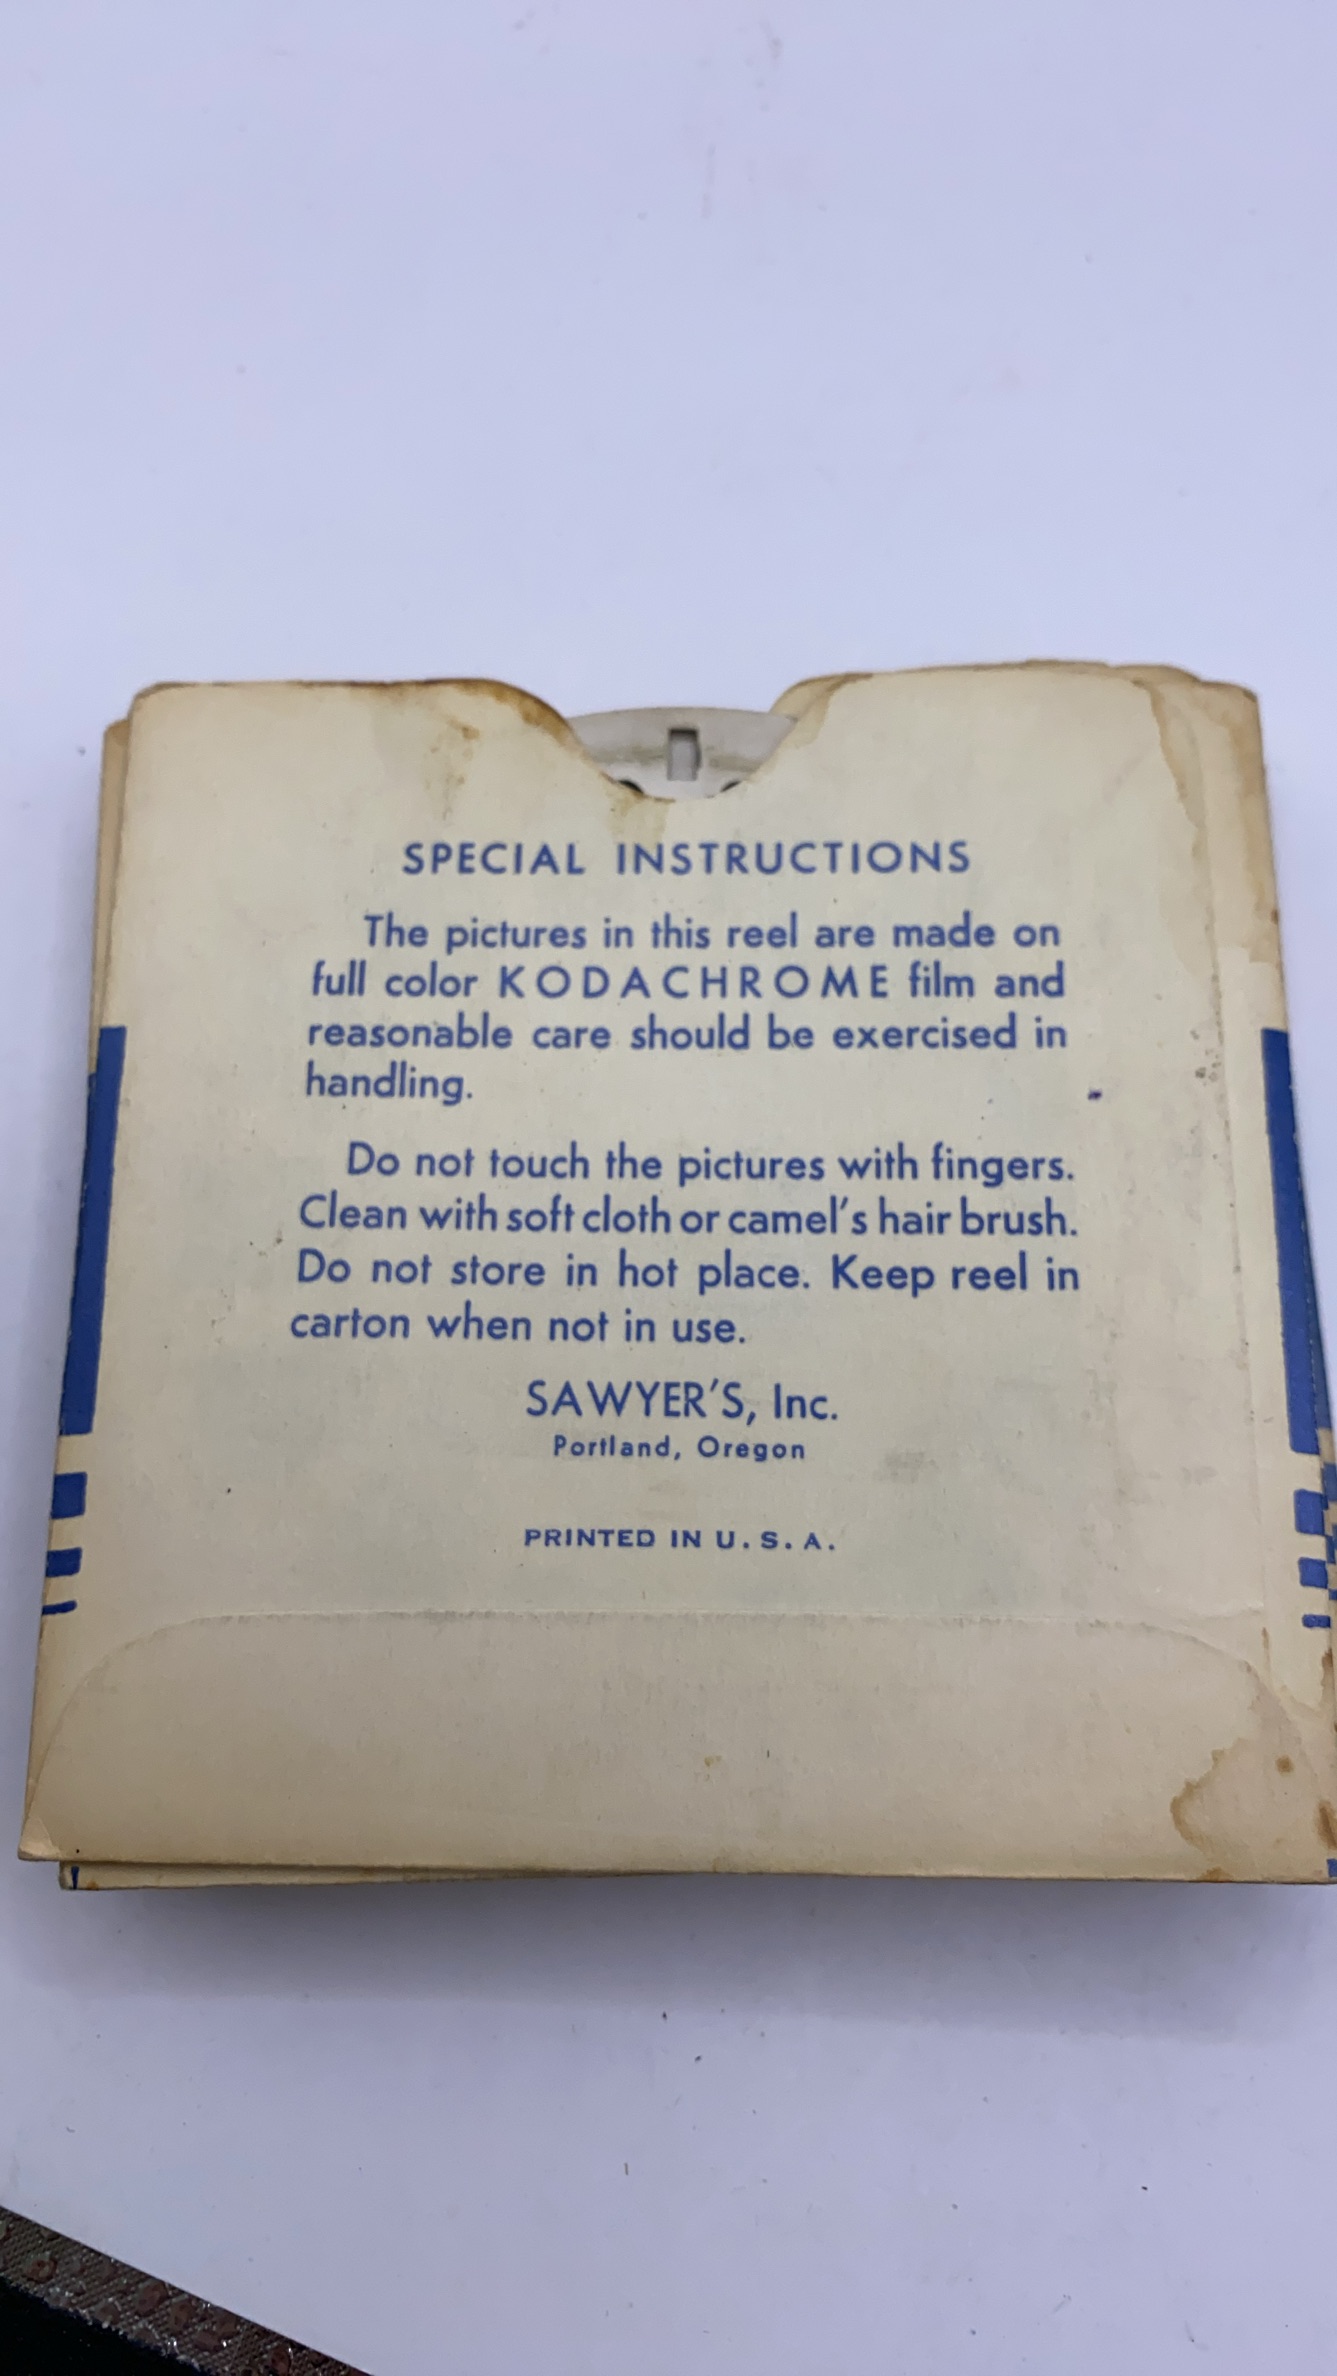 SPECIAL INSTRUCTIONS
The pictures in this reel are made on
full color KODACHROME film and
reasonable care should be exercised in
handling.
Do not touch the pictures with fingers.
Clean with soft cloth or camel's hair brush.
Do not store in hot place. Keep reel in
carton when not in use.
SAWYER'S, Inc.
Portland, Oregon
PRINTED IN U. S. A.